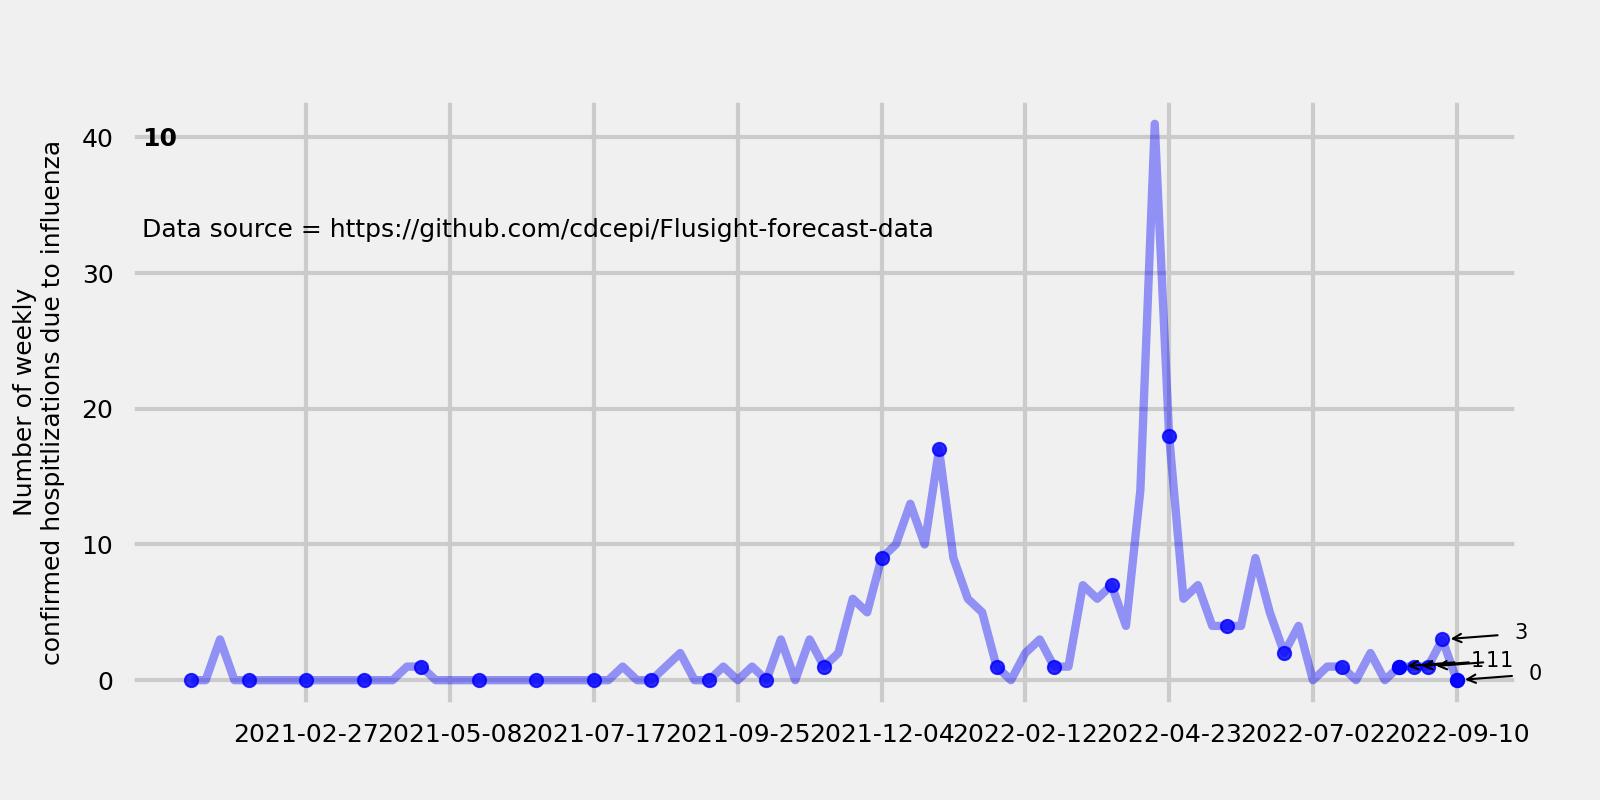 Number of weekly
confirmed hospitlizations due to influenza
40
30
20
10
0
10
Data source = https://github.com/cdcepi/Flusight-forecast-data
3
111
0
2021-02-27 2021-05-08 2021-07-17 2021-09-25 2021-12-04 2022-02-12 2022-04-23 2022-07-02 2022-09-10